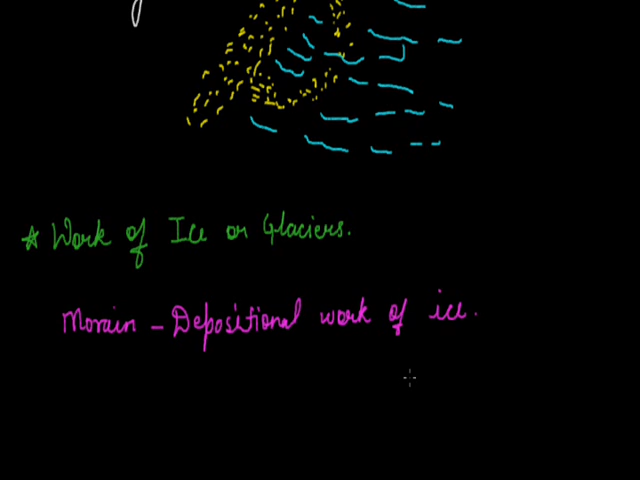 * Work of Ice or Glaciers.
Morain - Depositional work of ice.